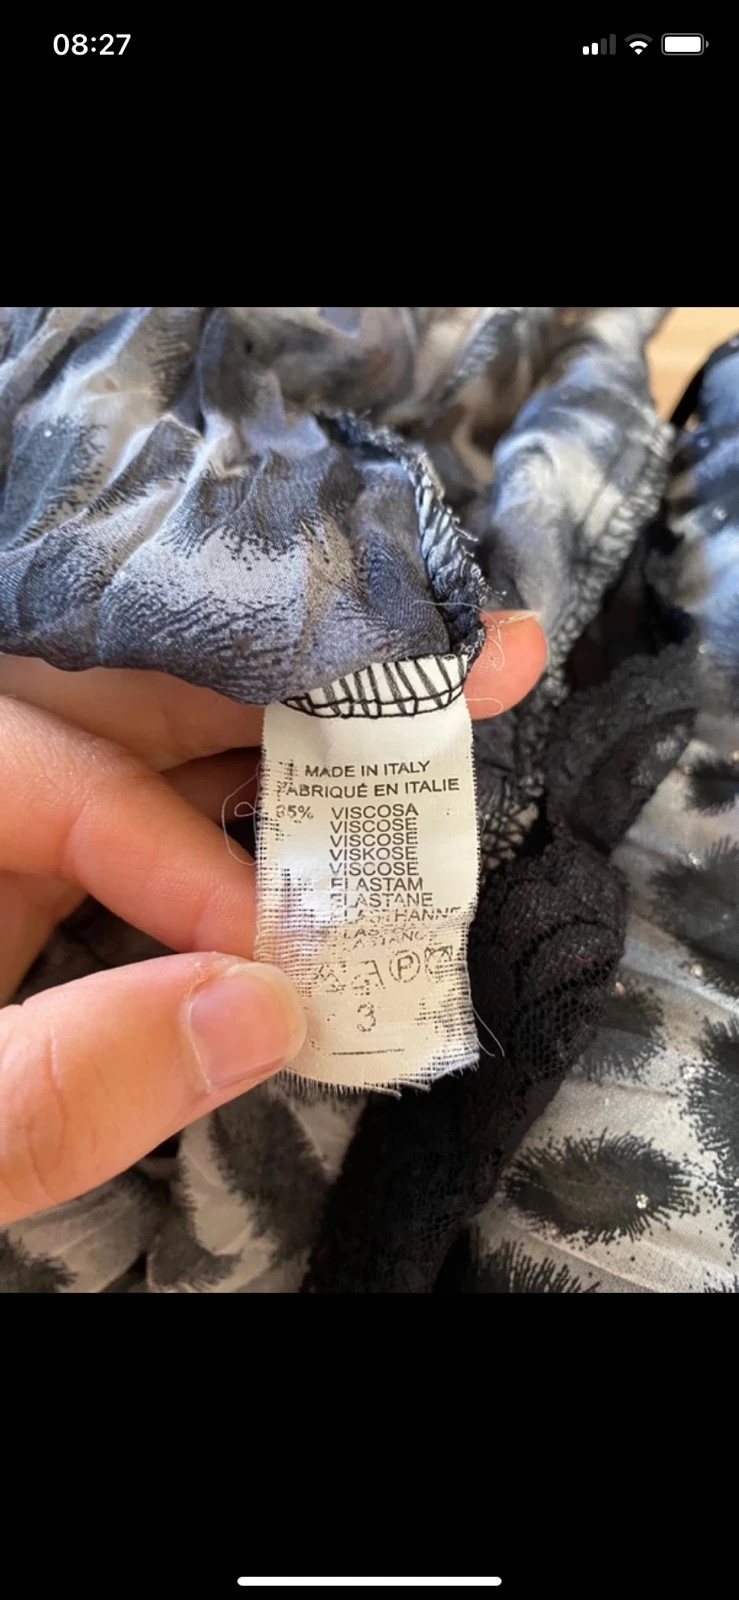 08:27
MADE IN ITALY
FABRIQUÉ EN ITALIE
VISCOSA
VISCOSE
VISCOSE
VISKOSE
VISCOSE
ELASTAM
ELASTANE
P
3